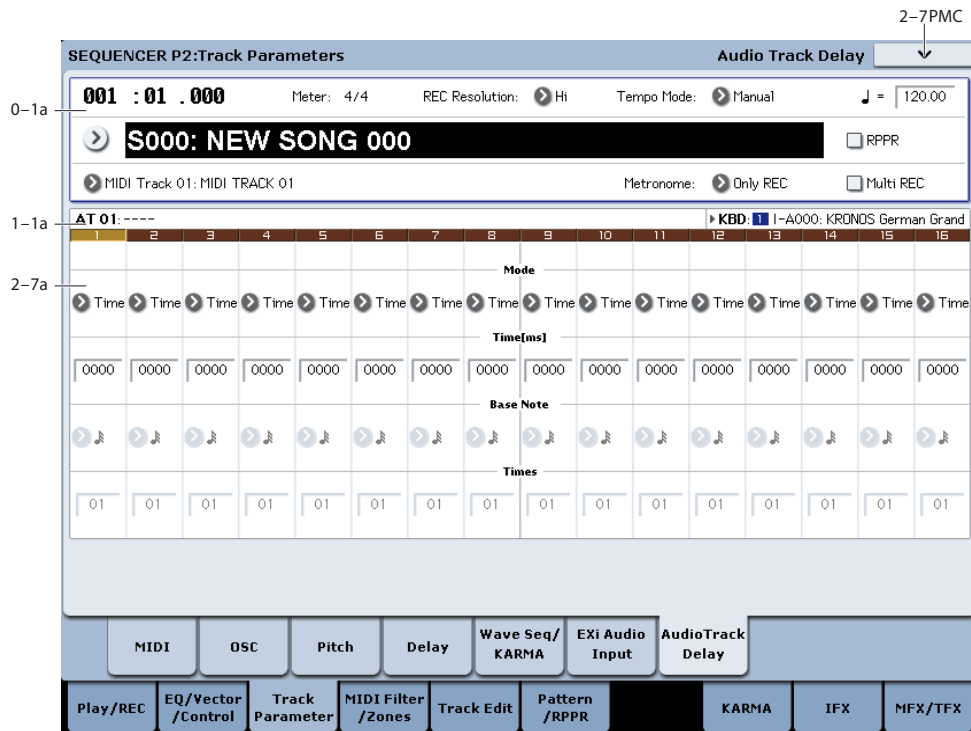 2–7PMC
SEQUENCER P2:Track Parameters Audio Track Delay
0–1a
001 :01 .000 Meter: 4/4 REC Resolution: Hi Tempo Mode: Manual ♩ = 120.00
S000: NEW SONG 000 RPPR
MIDI Track 01: MIDI TRACK 01 Metronome: Only REC Multi REC
1–1a
AT 01:---- KBD: 1 I-A000: KRONOS German Grand
1 2 3 4 5 6 7 8 9 10 11 12 13 14 15 16
2–7a
Mode
Time Time Time Time Time Time Time Time Time Time Time Time Time Time Time Time
Time[ms]
0000 0000 0000 0000 0000 0000 0000 0000 0000 0000 0000 0000 0000 0000 0000 0000
Base Note
Times
01 01 01 01 01 01 01 01 01 01 01 01 01 01 01 01
MIDI OSC Pitch Delay Wave Seq/ KARMA EXi Audio Input AudioTrack Delay
Play/REC EQ/Vector /Control Track Parameter MIDI Filter /Zones Track Edit Pattern /RPPR KARMA IFX MFX/TFX